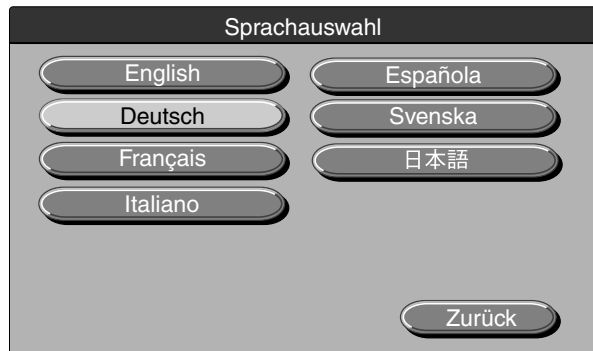 Sprachauswahl
English
Deutsch
Français
Italiano
Española
Svenska
日本語
Zurück